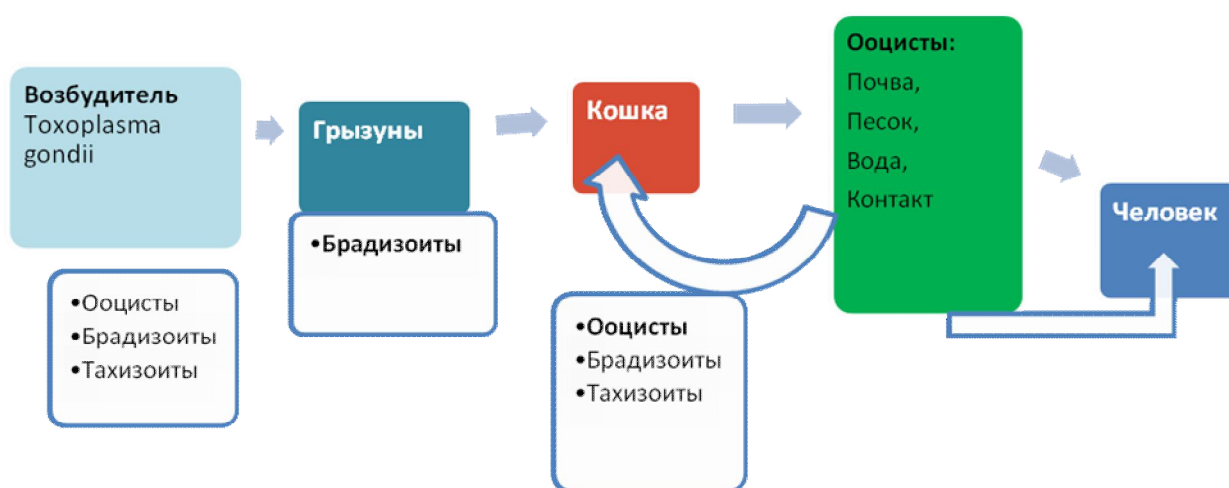 Возбудитель
Toxoplasma
gondii
•Ооцисты
•Брадизоиты
•Тахизоиты
Грызуны
•Брадизоиты
Кошка
•Ооцисты
•Брадизоиты
•Тахизоиты
Ооцисты:
Почва,
Песок,
Вода,
Контакт
Человек